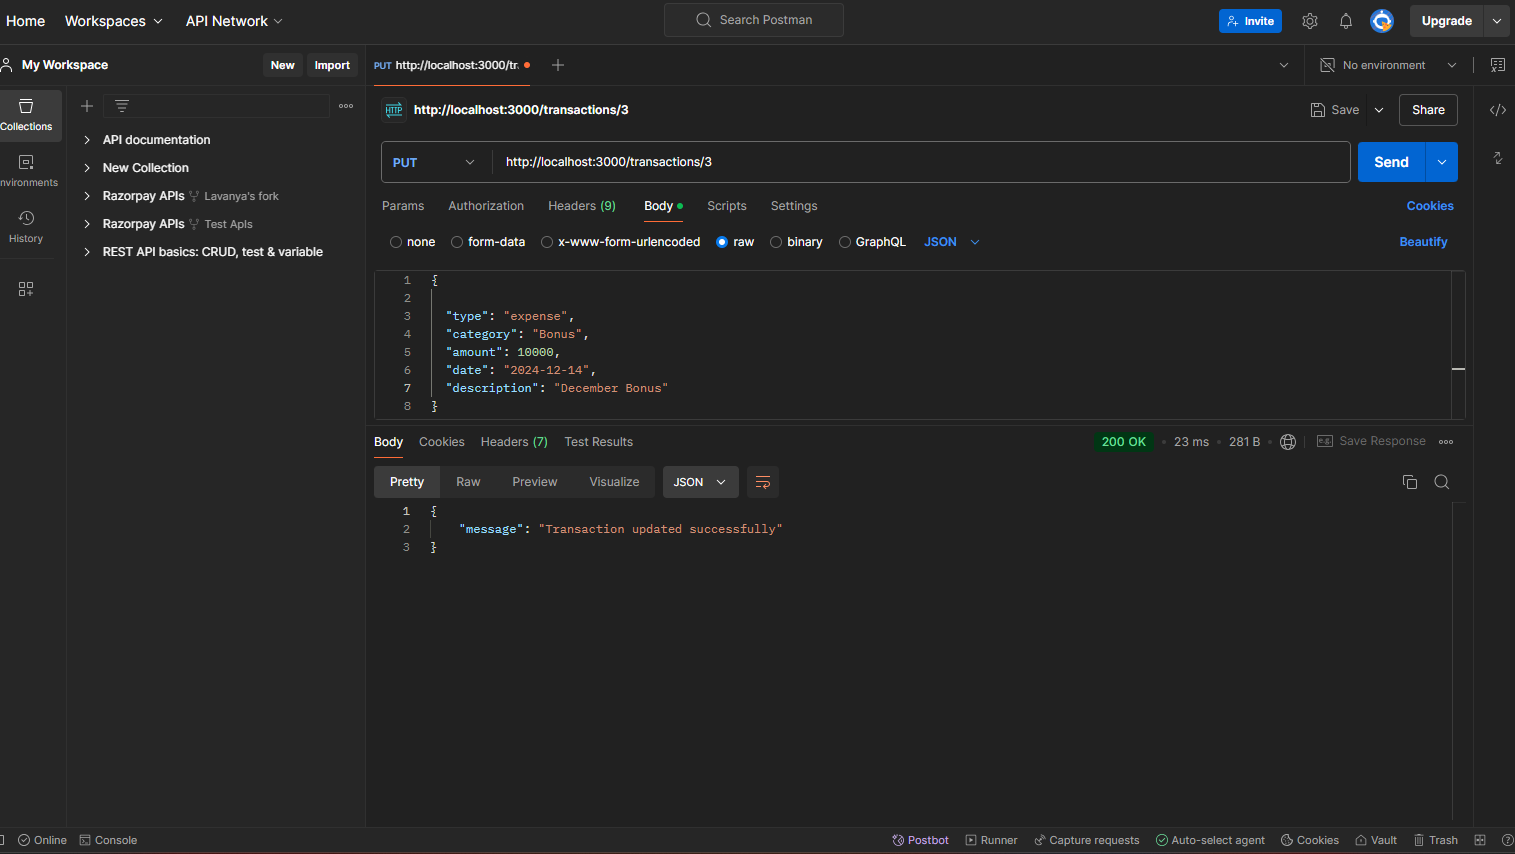 Home Workspaces API Network Search Postman Invite Upgrade
My Workspace New Import PUT http://localhost:3000/tr No environment
Collections
nvironments
History
API documentation
New Collection
Razorpay APIs Lavanya's fork
Razorpay APIs Test Apls
REST API basics: CRUD, test & variable
HTTP http://localhost:3000/transactions/3 Save Share
PUT http://localhost:3000/transactions/3 Send
Params Authorization Headers (9) Body Scripts Settings Cookies
none form-data x-www-form-urlencoded raw binary GraphQL JSON Beautify
1 {
2
3 "type": "expense",
4 "category": "Bonus",
5 "amount": 10000,
6 "date": "2024-12-14",
7 "description": "December Bonus"
8 }
Body Cookies Headers (7) Test Results 200 OK 23 ms 281 B e.g. Save Response
Pretty Raw Preview Visualize JSON
1 {
2 "message": "Transaction updated successfully"
3 }
Online Console Postbot Runner Capture requests Auto-select agent Cookies Vault Trash